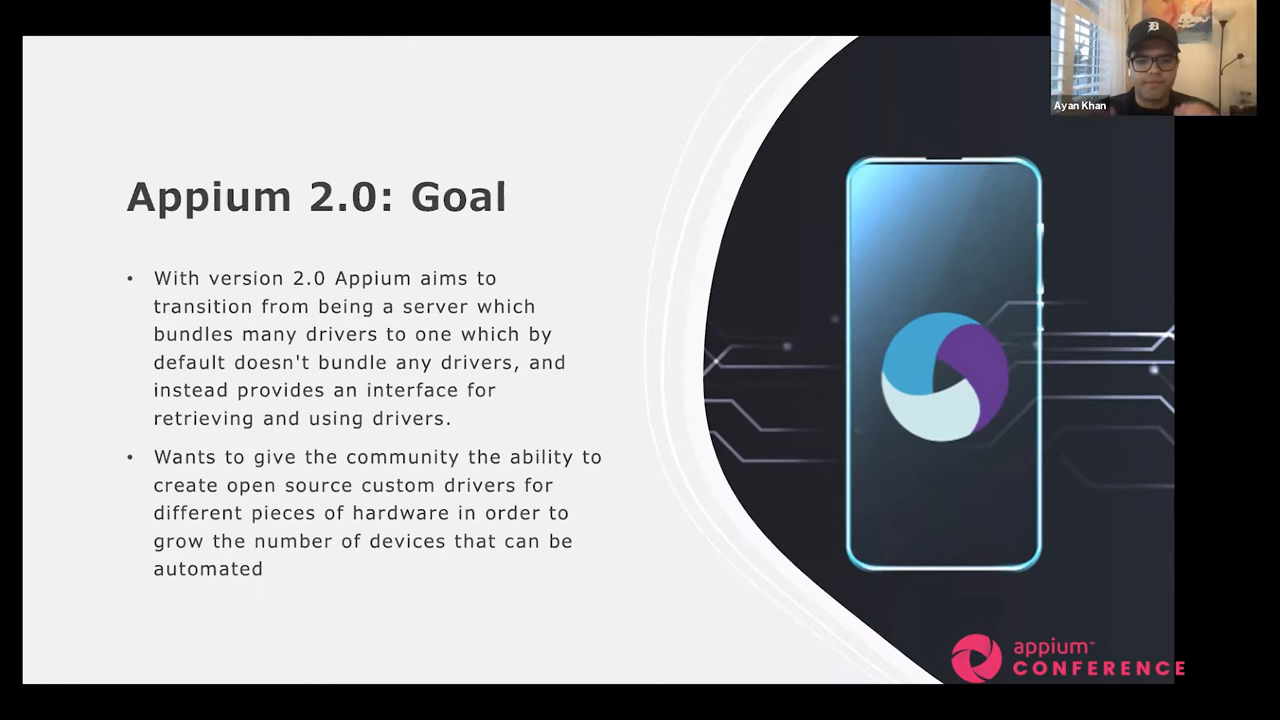 Ayan Khan
Appium 2.0: Goal
• With version 2.0 Appium aims to
transition from being a server which
bundles many drivers to one which by
default doesn't bundle any drivers, and
instead provides an interface for
retrieving and using drivers.
• Wants to give the community the ability to
create open source custom drivers for
different pieces of hardware in order to
grow the number of devices that can be
automated
appium™
CONFERENCE